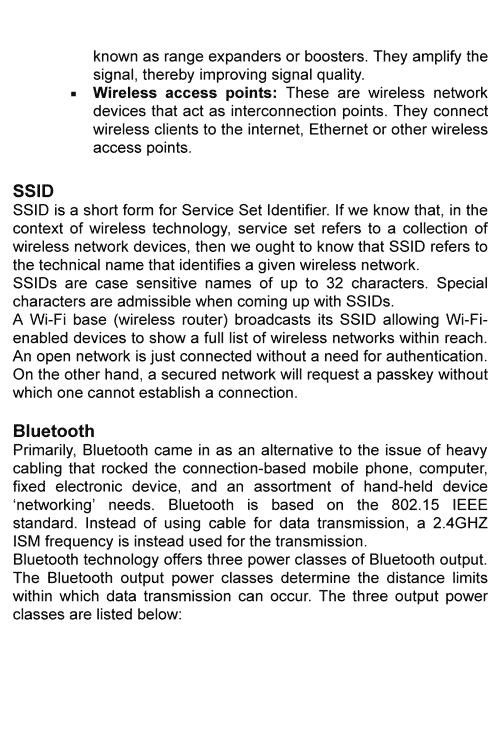 known as range expanders or boosters. They amplify the
signal, thereby improving signal quality.
▪ Wireless access points: These are wireless network
devices that act as interconnection points. They connect
wireless clients to the internet, Ethernet or other wireless
access points.
SSID
SSID is a short form for Service Set Identifier. If we know that, in the
context of wireless technology, service set refers to a collection of
wireless network devices, then we ought to know that SSID refers to
the technical name that identifies a given wireless network.
SSIDs are case sensitive names of up to 32 characters. Special
characters are admissible when coming up with SSIDs.
A Wi-Fi base (wireless router) broadcasts its SSID allowing Wi-Fi-
enabled devices to show a full list of wireless networks within reach.
An open network is just connected without a need for authentication.
On the other hand, a secured network will request a passkey without
which one cannot establish a connection.
Bluetooth
Primarily, Bluetooth came in as an alternative to the issue of heavy
cabling that rocked the connection-based mobile phone, computer,
fixed electronic device, and an assortment of hand-held device
‘networking’ needs. Bluetooth is based on the 802.15 IEEE
standard. Instead of using cable for data transmission, a 2.4GHZ
ISM frequency is instead used for the transmission.
Bluetooth technology offers three power classes of Bluetooth output.
The Bluetooth output power classes determine the distance limits
within which data transmission can occur. The three output power
classes are listed below: